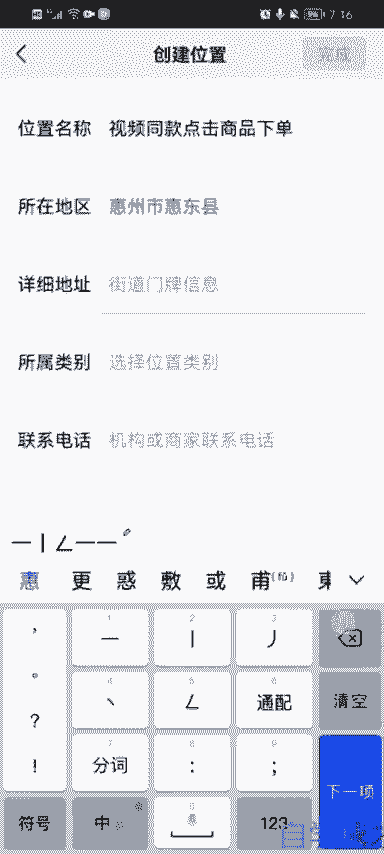 7:16
创建位置
完成
位置名称 视频同款点击商品下单
所在地区 惠州市惠东县
详细地址 街道门牌信息
所属类别 选择位置类别
联系电话 机构或商家联系电话
一丨㇜一一
惠 更 惑 敷 或 甫
， 1 一 2 丨 3 丿
。 4 丶 5 ㇜ 6 通配 清空
？ 7 分词 8 : 9 ;
！ 下一项
符号 中 0 123